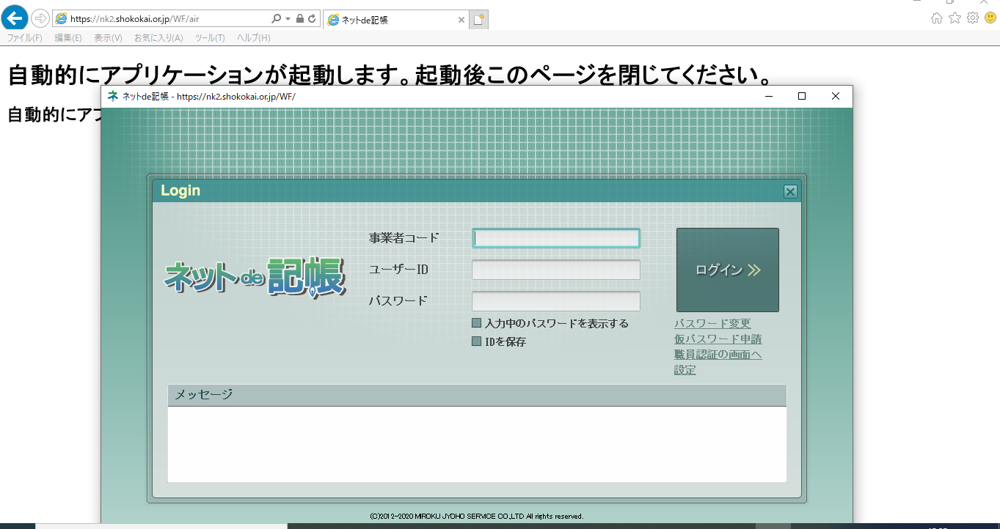 https://nk2.shokokai.or.jp/WF/air
ネットde記帳
ファイル(F) 編集(E) 表示(V) お気に入り(A) ツール(T) ヘルプ(H)
自動的にアプリケーションが起動します。起動後このページを閉じてください。
ネットde記帳 - https://nk2.shokokai.or.jp/WF/
自動的にアプ
Login
事業者コード
ログイン
ネットde記帳
ユーザーID
パスワード
入力中のパスワードを表示する
パスワード変更
IDを保存
仮パスワード申請
職員認証の画面へ
設定
メッセージ
(C)2012-2020 MIROKU JYOHO SERVICE CO.,LTD All rights reserved.